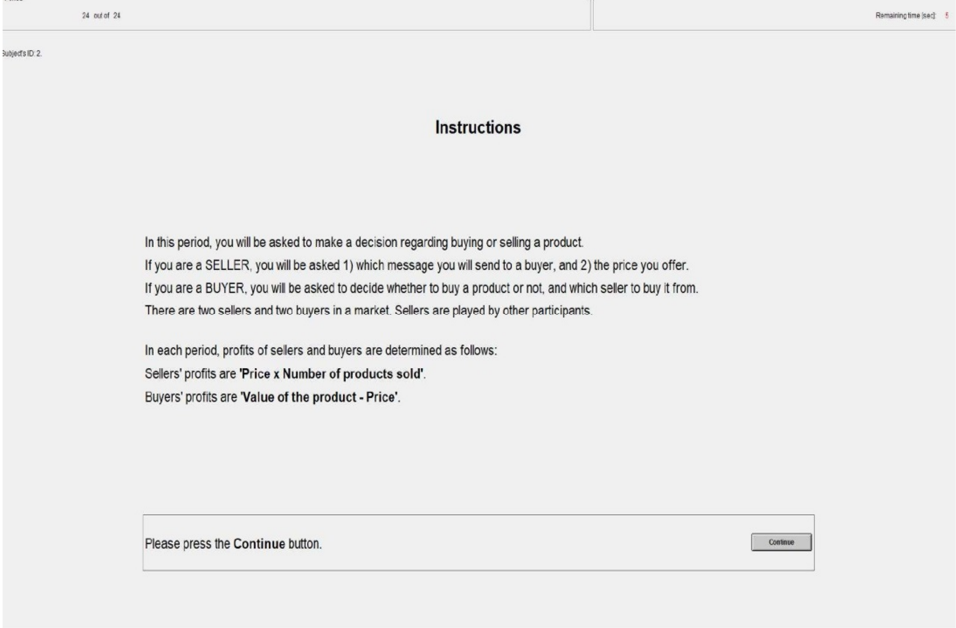 24 out of 24
Remaining time [sec]:
Subject's ID: 2.
Instructions
In this period, you will be asked to make a decision regarding buying or selling a product.
If you are a SELLER, you will be asked 1) which message you will send to a buyer, and 2) the price you offer.
If you are a BUYER, you will be asked to decide whether to buy a product or not, and which seller to buy it from.
There are two sellers and two buyers in a market. Sellers are played by other participants.
In each period, profits of sellers and buyers are determined as follows:
Sellers' profits are 'Price x Number of products sold'.
Buyers' profits are 'Value of the product - Price'.
Please press the Continue button.
Continue